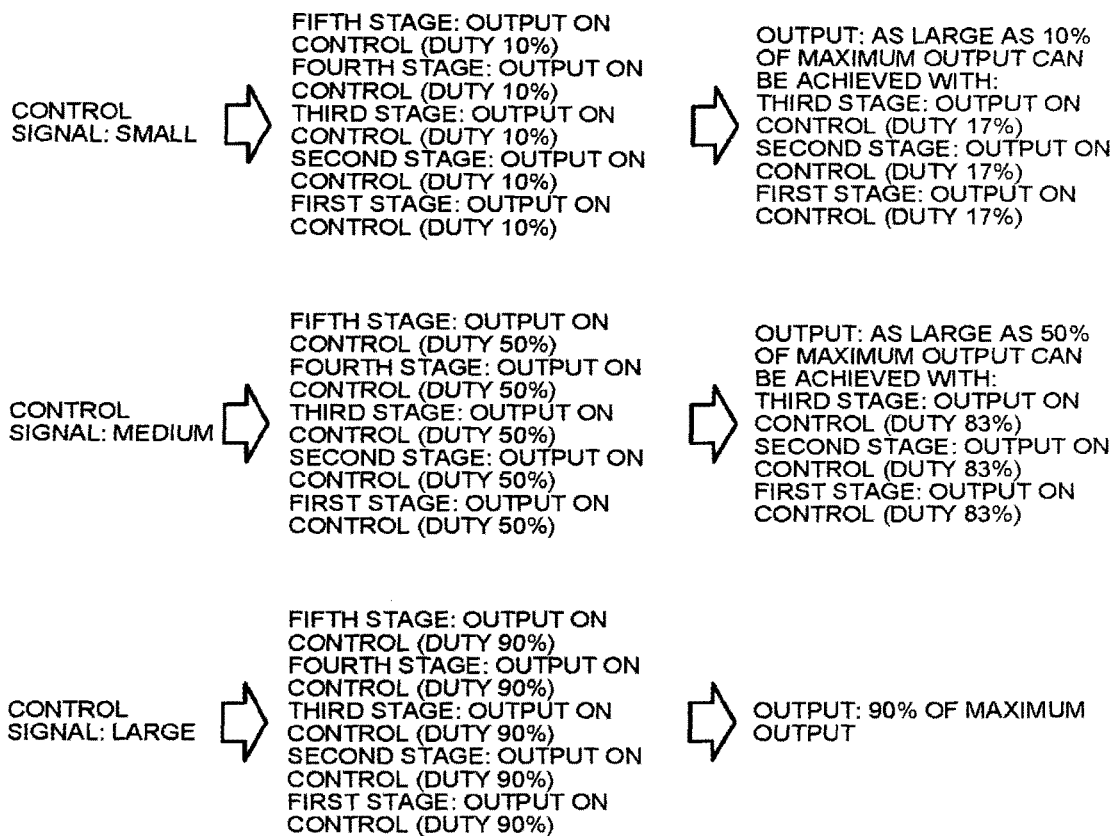 CONTROL
SIGNAL: SMALL
FIFTH STAGE: OUTPUT ON
CONTROL (DUTY 10%)
FOURTH STAGE: OUTPUT ON
CONTROL (DUTY 10%)
THIRD STAGE: OUTPUT ON
CONTROL (DUTY 10%)
SECOND STAGE: OUTPUT ON
CONTROL (DUTY 10%)
FIRST STAGE: OUTPUT ON
CONTROL (DUTY 10%)
OUTPUT: AS LARGE AS 10%
OF MAXIMUM OUTPUT CAN
BE ACHIEVED WITH:
THIRD STAGE: OUTPUT ON
CONTROL (DUTY 17%)
SECOND STAGE: OUTPUT ON
CONTROL (DUTY 17%)
FIRST STAGE: OUTPUT ON
CONTROL (DUTY 17%)
CONTROL
SIGNAL: MEDIUM
FIFTH STAGE: OUTPUT ON
CONTROL (DUTY 50%)
FOURTH STAGE: OUTPUT ON
CONTROL (DUTY 50%)
THIRD STAGE: OUTPUT ON
CONTROL (DUTY 50%)
SECOND STAGE: OUTPUT ON
CONTROL (DUTY 50%)
FIRST STAGE: OUTPUT ON
CONTROL (DUTY 50%)
OUTPUT: AS LARGE AS 50%
OF MAXIMUM OUTPUT CAN
BE ACHIEVED WITH:
THIRD STAGE: OUTPUT ON
CONTROL (DUTY 83%)
SECOND STAGE: OUTPUT ON
CONTROL (DUTY 83%)
FIRST STAGE: OUTPUT ON
CONTROL (DUTY 83%)
CONTROL
SIGNAL: LARGE
FIFTH STAGE: OUTPUT ON
CONTROL (DUTY 90%)
FOURTH STAGE: OUTPUT ON
CONTROL (DUTY 90%)
THIRD STAGE: OUTPUT ON
CONTROL (DUTY 90%)
SECOND STAGE: OUTPUT ON
CONTROL (DUTY 90%)
FIRST STAGE: OUTPUT ON
CONTROL (DUTY 90%)
OUTPUT: 90% OF MAXIMUM
OUTPUT